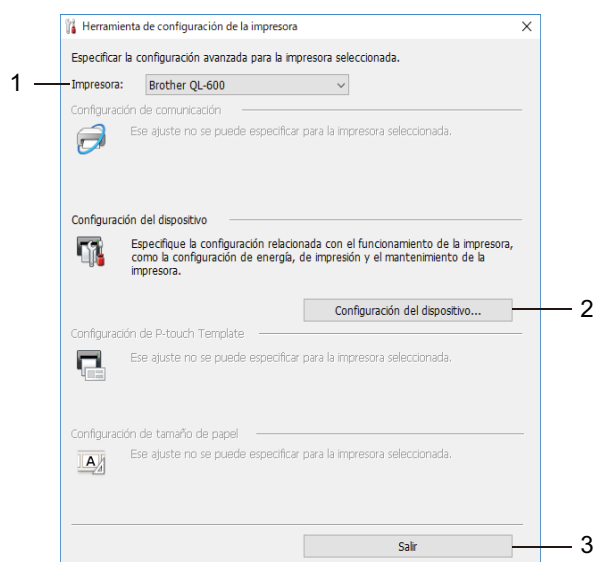 Herramienta de configuración de la impresora
Especificar la configuración avanzada para la impresora seleccionada.
1
Impresora: Brother QL-600
Configuración de comunicación
Ese ajuste no se puede especificar para la impresora seleccionada.
Configuración del dispositivo
Especifique la configuración relacionada con el funcionamiento de la impresora,
como la configuración de energía, de impresión y el mantenimiento de la
impresora.
Configuración del dispositivo...
2
Configuración de P-touch Template
Ese ajuste no se puede especificar para la impresora seleccionada.
Configuración de tamaño de papel
A
Ese ajuste no se puede especificar para la impresora seleccionada.
Salir
3